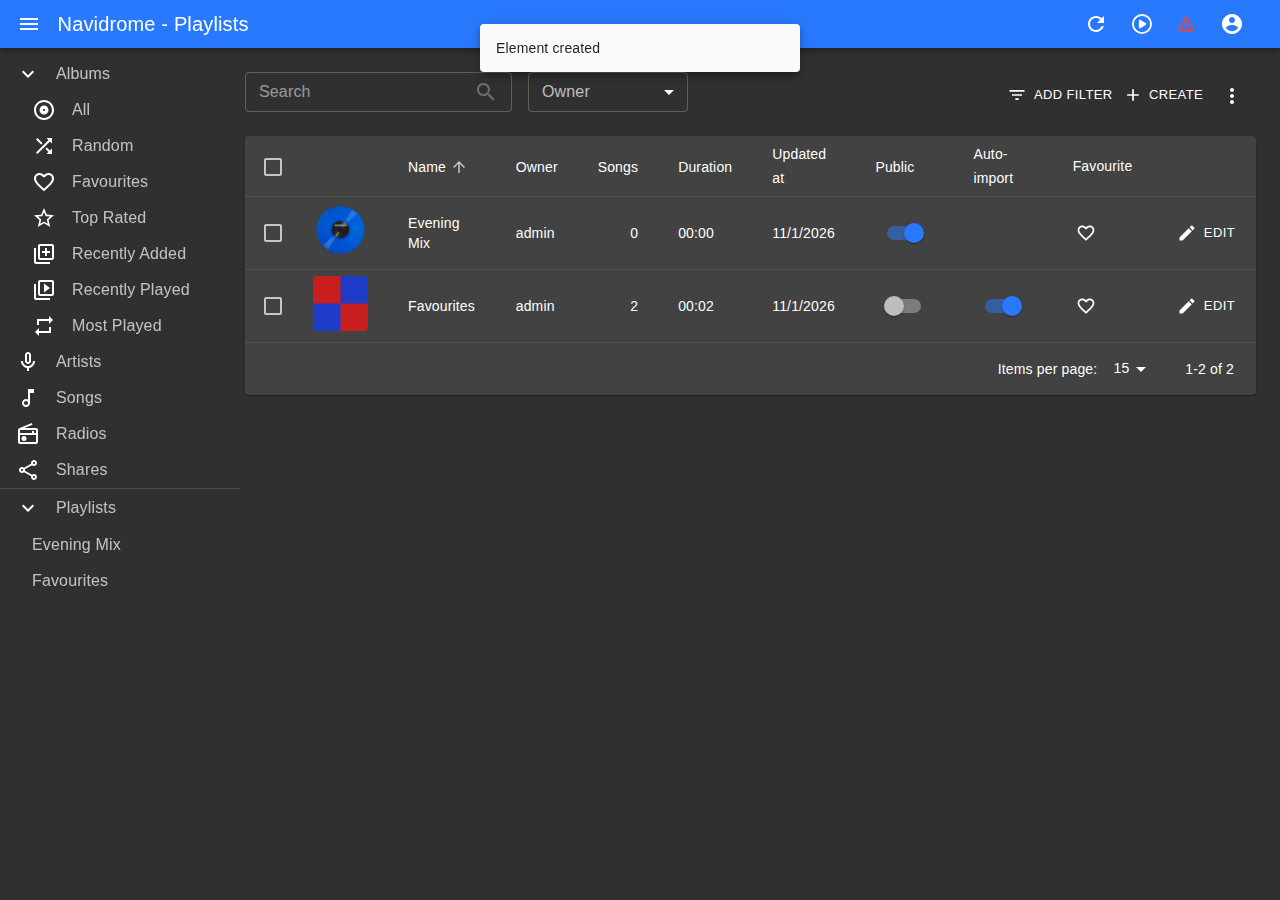 Navidrome - Playlists
Element created
Albums
All
Random
Favourites
Top Rated
Recently Added
Recently Played
Most Played
Artists
Songs
Radios
Shares
Playlists
Evening Mix
Favourites
Search
Owner
ADD FILTER
CREATE
Name
Owner
Songs
Duration
Updated
at
Public
Auto-
import
Favourite
Evening
Mix
admin
0
00:00
11/1/2026
EDIT
Favourites
admin
2
00:02
11/1/2026
EDIT
Items per page:
15
1-2 of 2